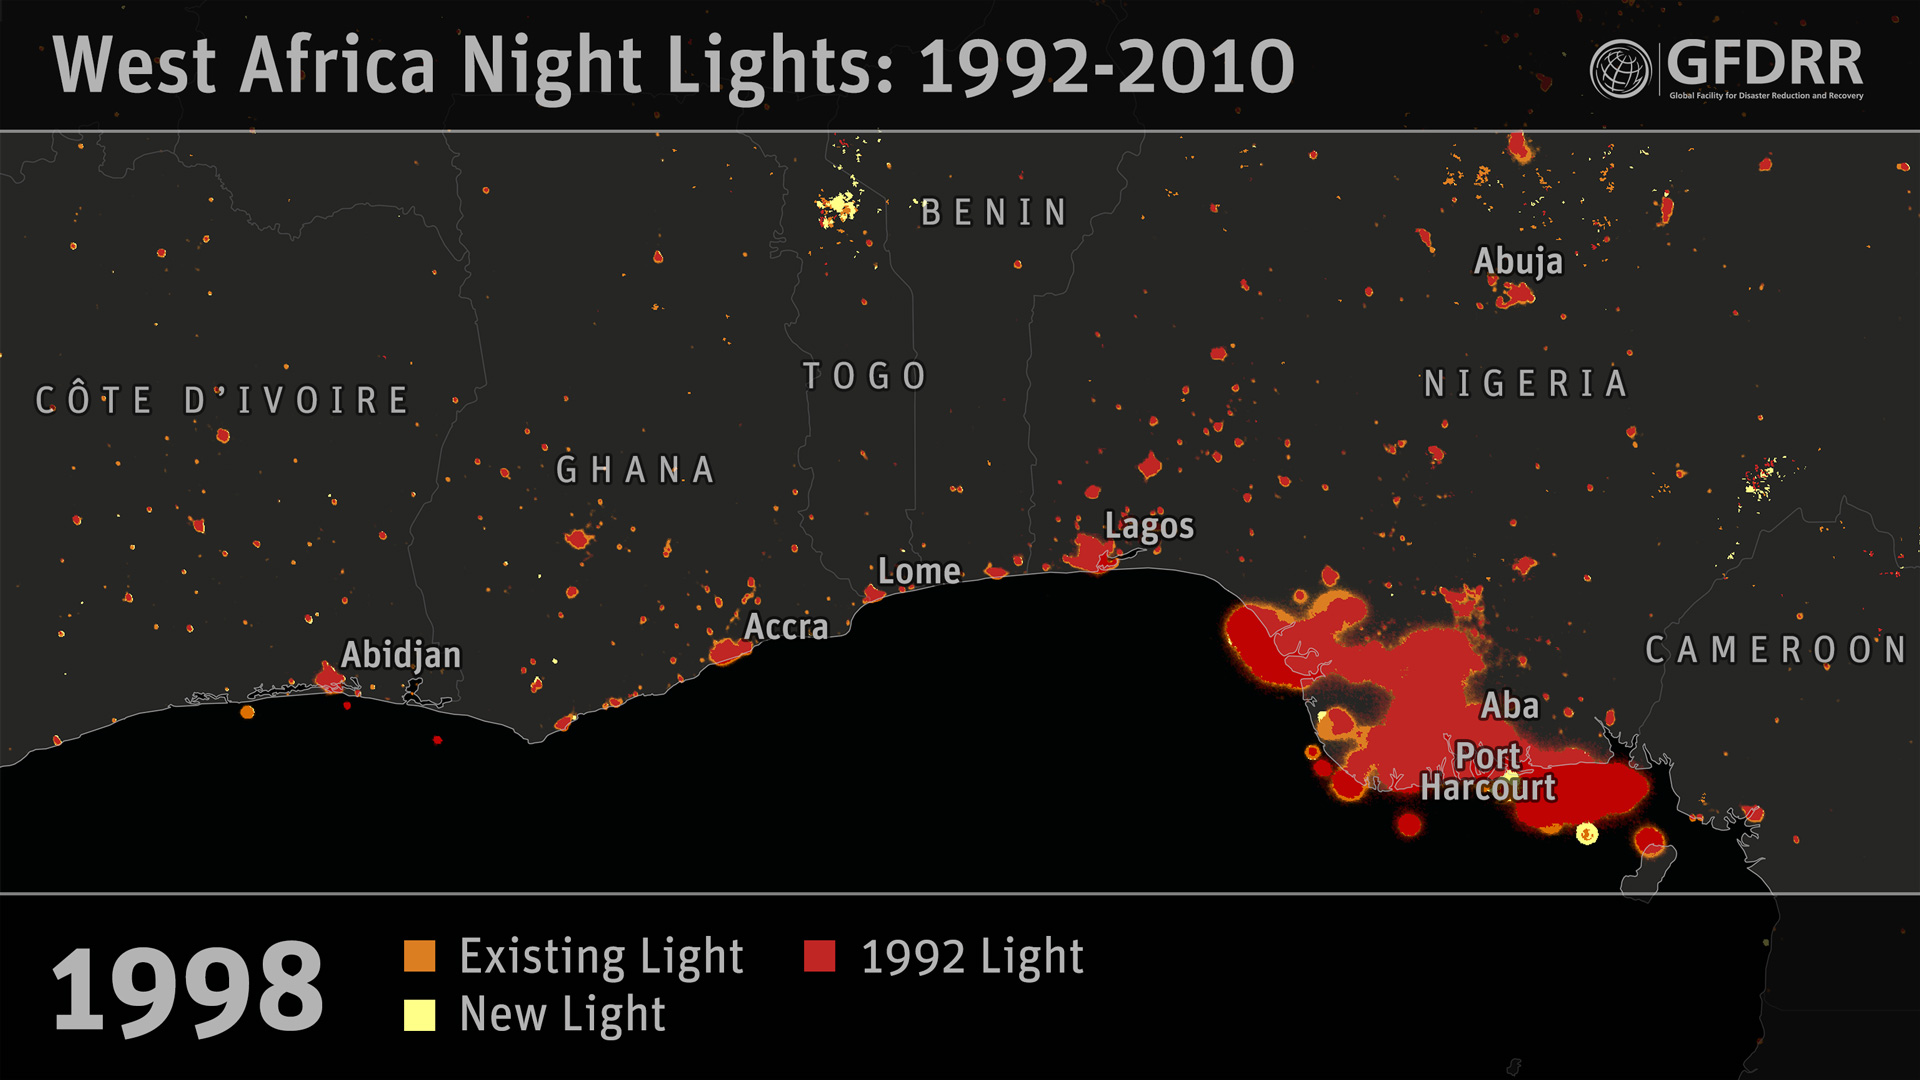 West Africa Night Lights: 1992-2010
GFDRR
Global Facility for Disaster Reduction and Recovery
BENIN
Abuja
TOGO
NIGERIA
CÔTE D'IVOIRE
GHANA
Lagos
Lome
Accra
Abidjan
CAMEROON
Aba
Port
Harcourt
1998
Existing Light
1992 Light
New Light